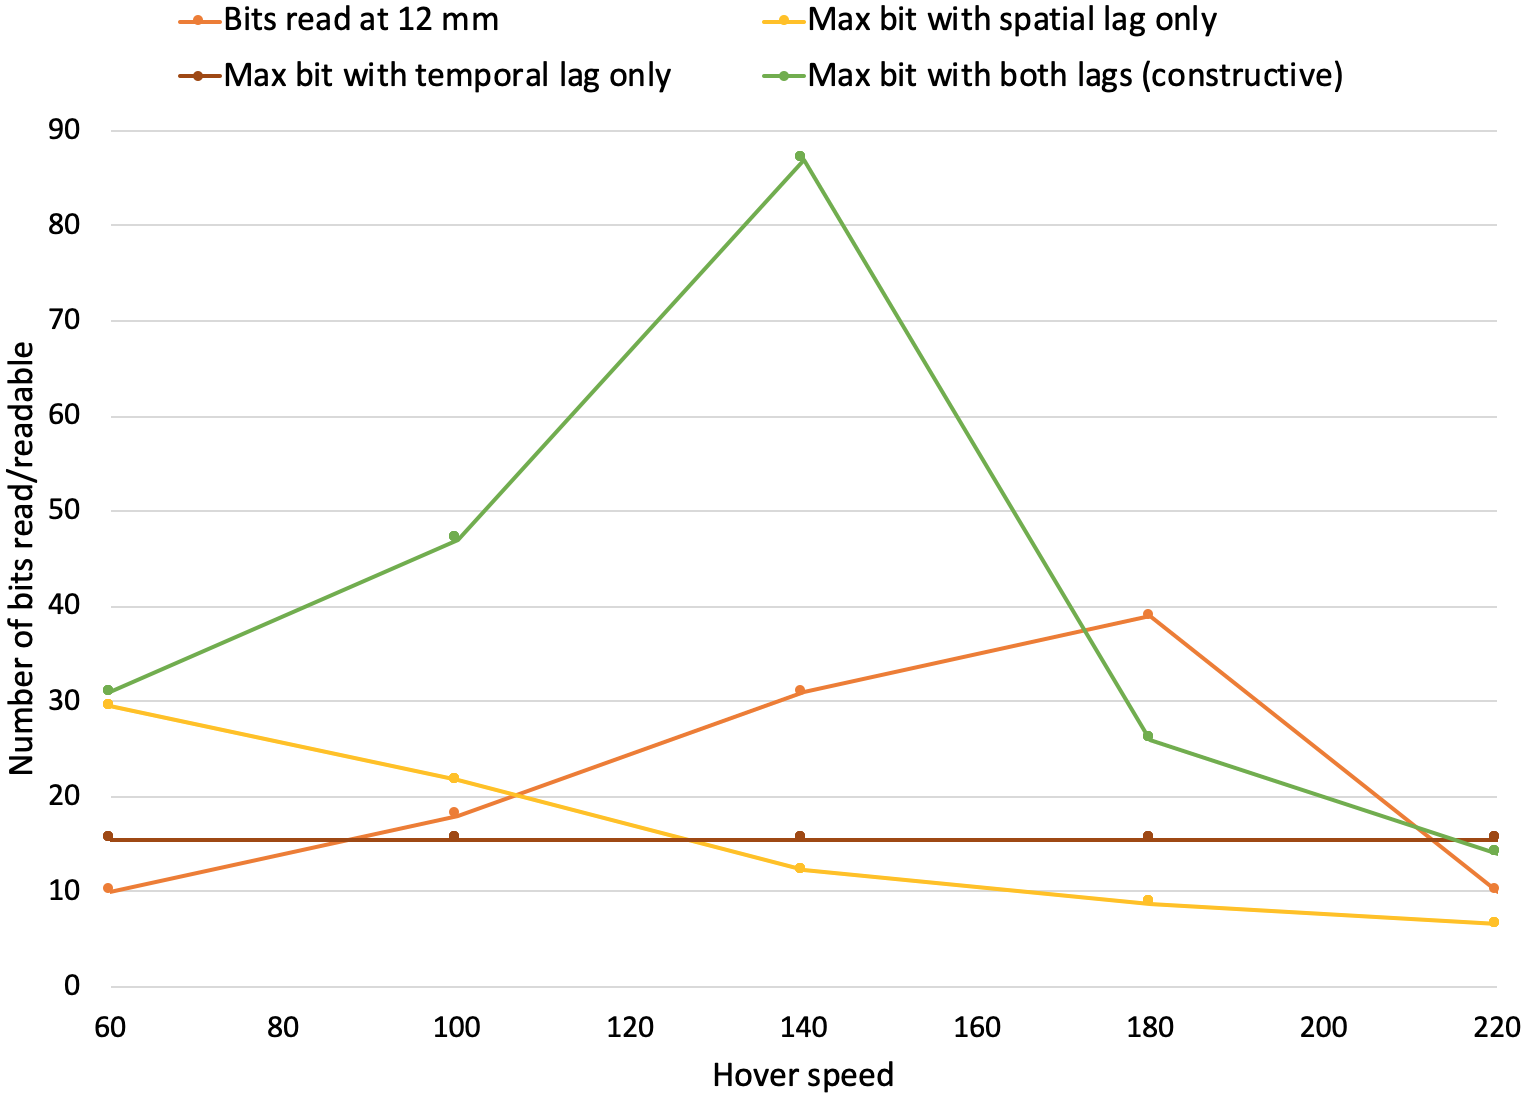 Bits read at 12 mm
Max bit with spatial lag only
Max bit with temporal lag only
Max bit with both lags (constructive)
90
80
70
60
50
40
30
20
10
0
Number of bits read/readable
60 80 100 120 140 160 180 200 220
Hover speed